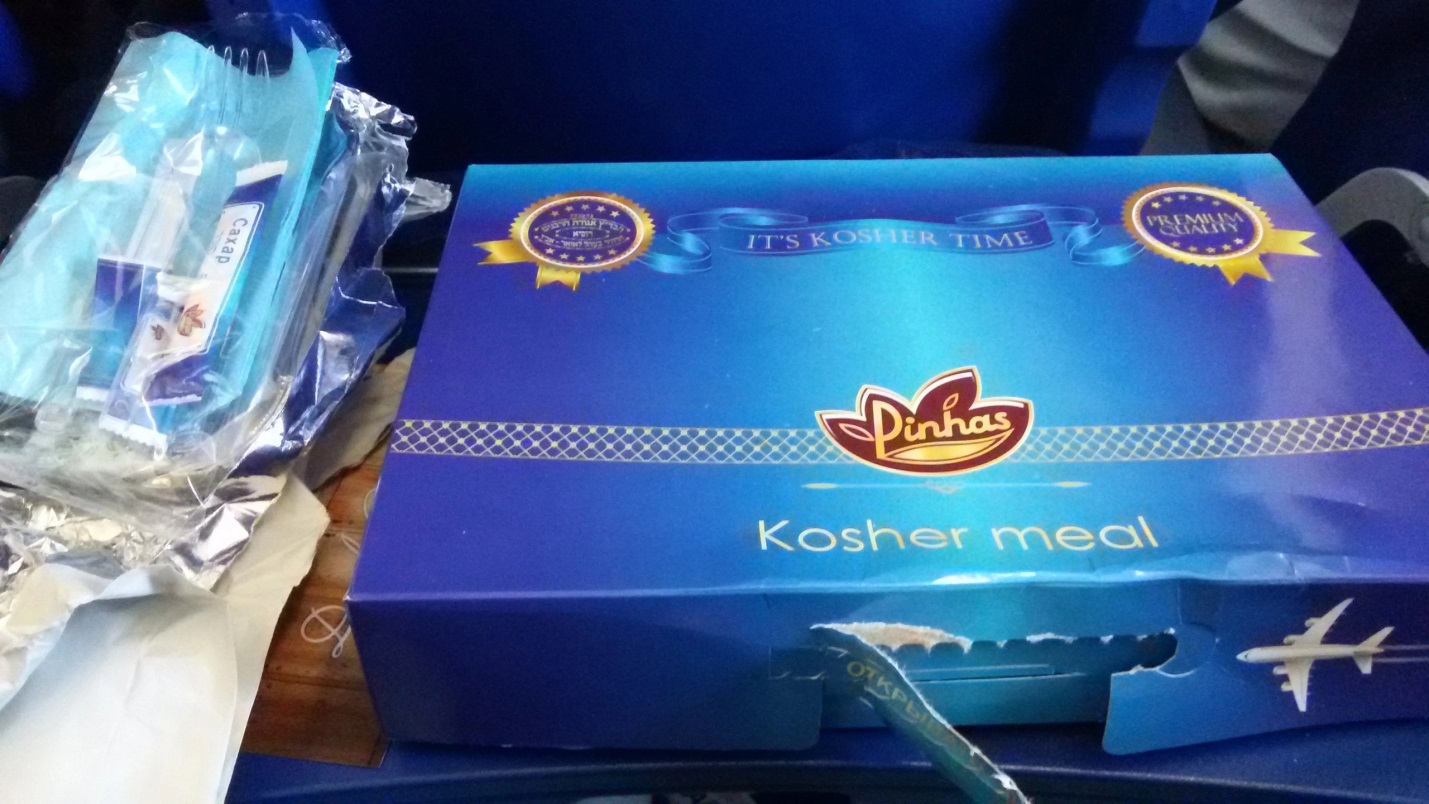 IT'S KOSHER TIME
PREMIUM
QUALITY
Сахар
Pinhas
Kosher meal